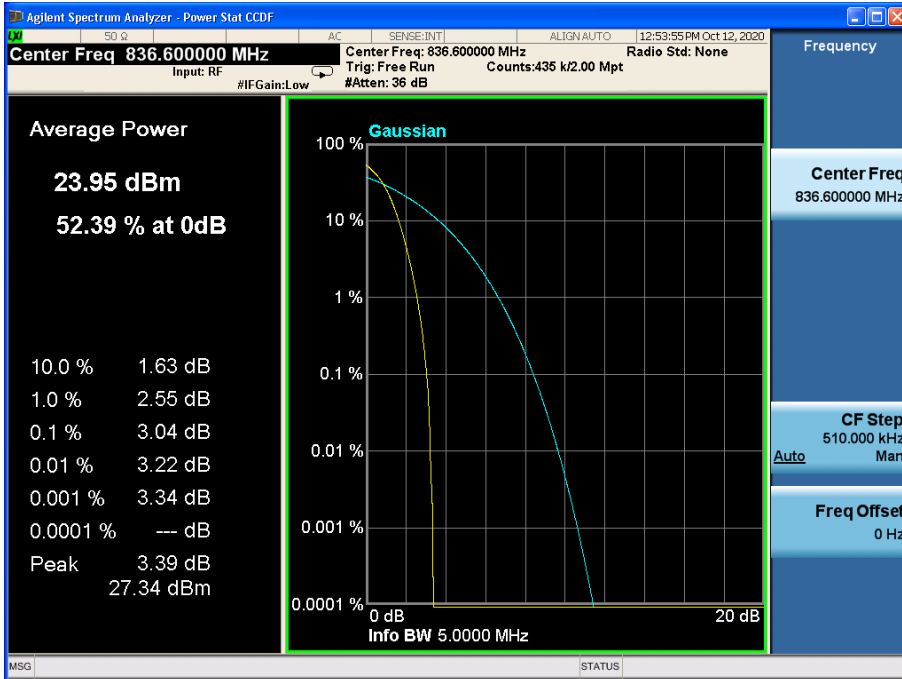 Agilent Spectrum Analyzer - Power Stat CCDF
LXI 50 Ω AC SENSE:INT ALIGN AUTO 12:53:55 PM Oct 12, 2020
Center Freq 836.600000 MHz
Input: RF
#IFGain:Low
Center Freq: 836.600000 MHz
Trig: Free Run Counts:435 k/2.00 Mpt
#Atten: 36 dB
Radio Std: None
Frequency
Average Power
23.95 dBm
52.39 % at 0dB
10.0 % 1.63 dB
1.0 % 2.55 dB
0.1 % 3.04 dB
0.01 % 3.22 dB
0.001 % 3.34 dB
0.0001 % --- dB
Peak 3.39 dB
27.34 dBm
Gaussian
100 %
10 %
1 %
0.1 %
0.01 %
0.001 %
0.0001 %
0 dB 20 dB
Info BW 5.0000 MHz
Center Freq
836.600000 MHz
CF Step
510.000 kHz
Auto Man
Freq Offset
0 Hz
MSG STATUS